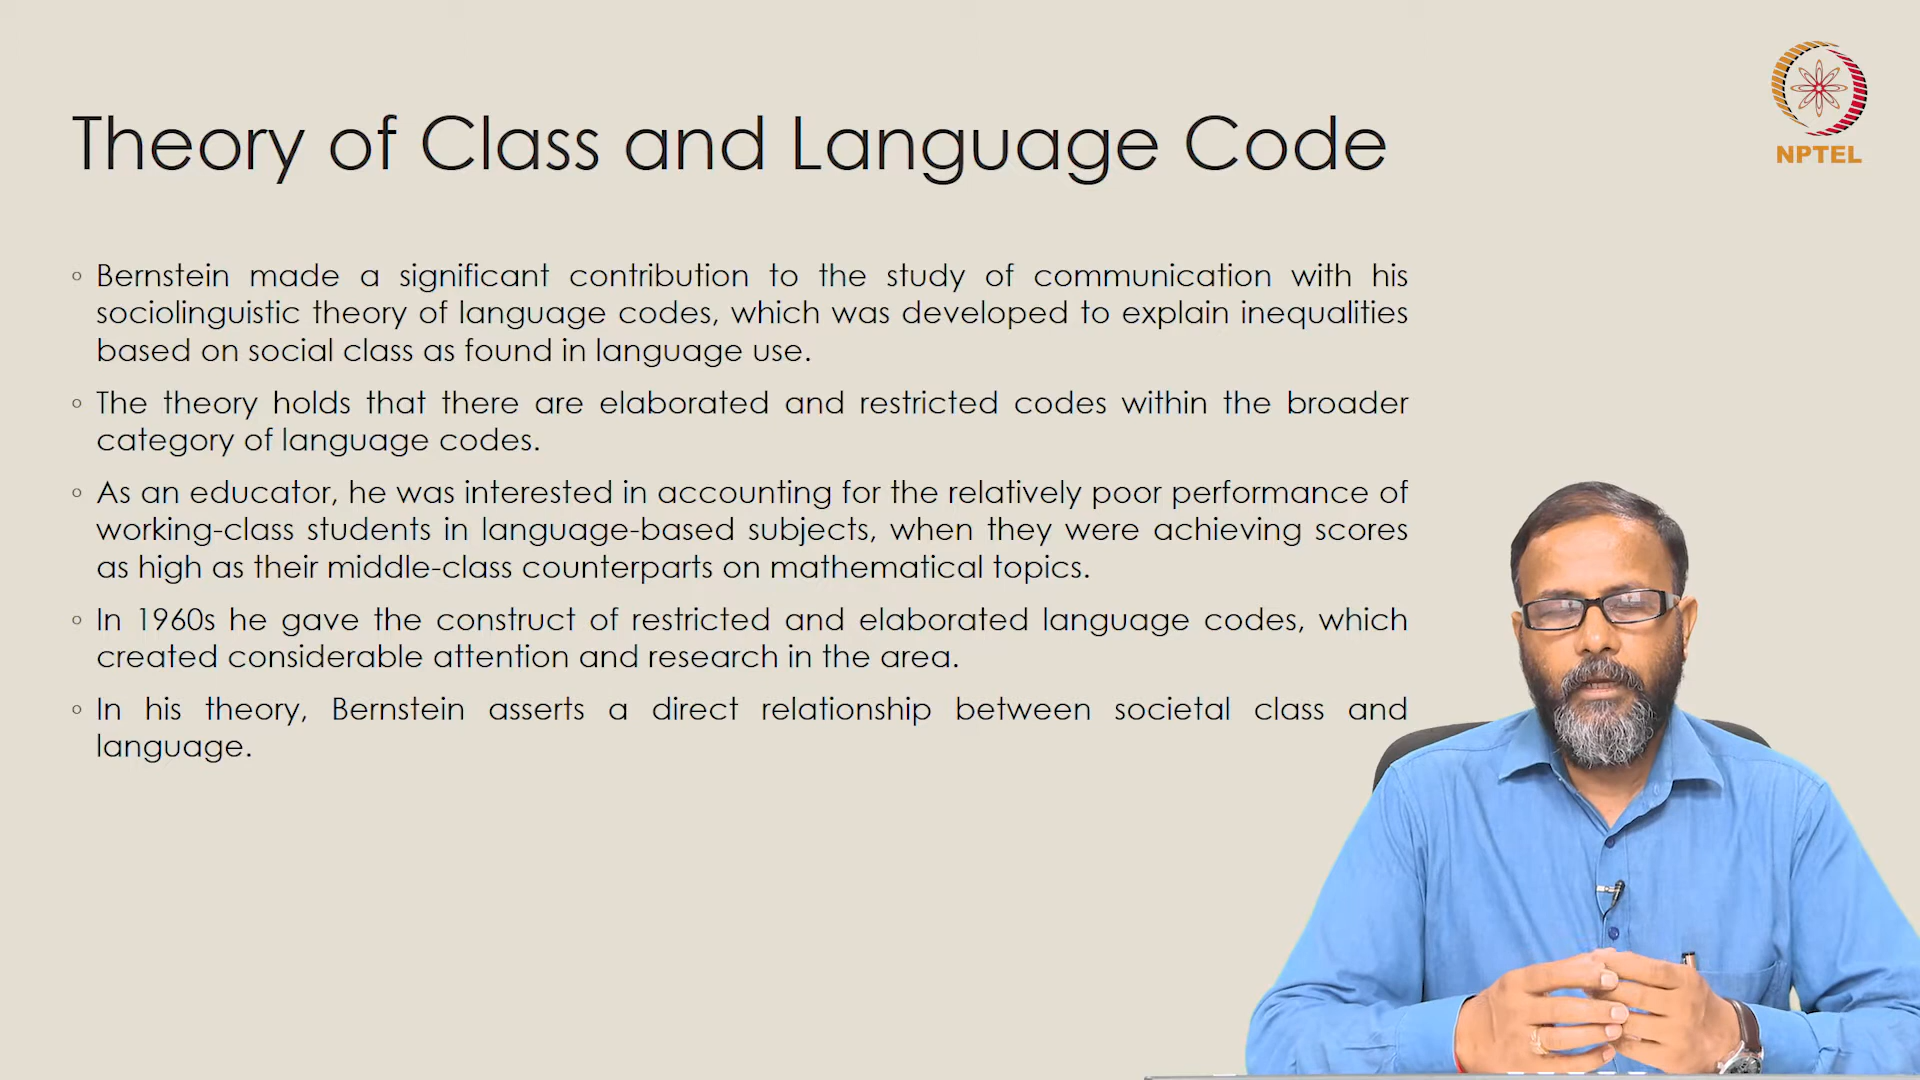 Theory of Class and Language Code
NPTEL
◦ Bernstein made a significant contribution to the study of communication with his
sociolinguistic theory of language codes, which was developed to explain inequalities
based on social class as found in language use.
◦ The theory holds that there are elaborated and restricted codes within the broader
category of language codes.
◦ As an educator, he was interested in accounting for the relatively poor performance of
working-class students in language-based subjects, when they were achieving scores
as high as their middle-class counterparts on mathematical topics.
◦ In 1960s he gave the construct of restricted and elaborated language codes, which
created considerable attention and research in the area.
◦ In his theory, Bernstein asserts a direct relationship between societal class and
language.